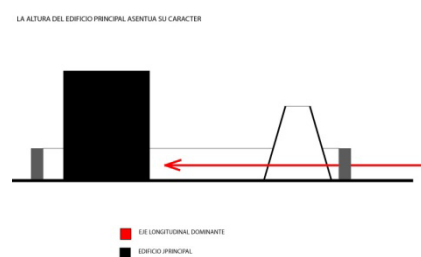 LA ALTURA DEL EDIFICIO PRINCIPAL ASENTUA SU CARACTER
EJE LONGITUDINAL DOMINANTE
EDIFICIO JPRINCIPAL